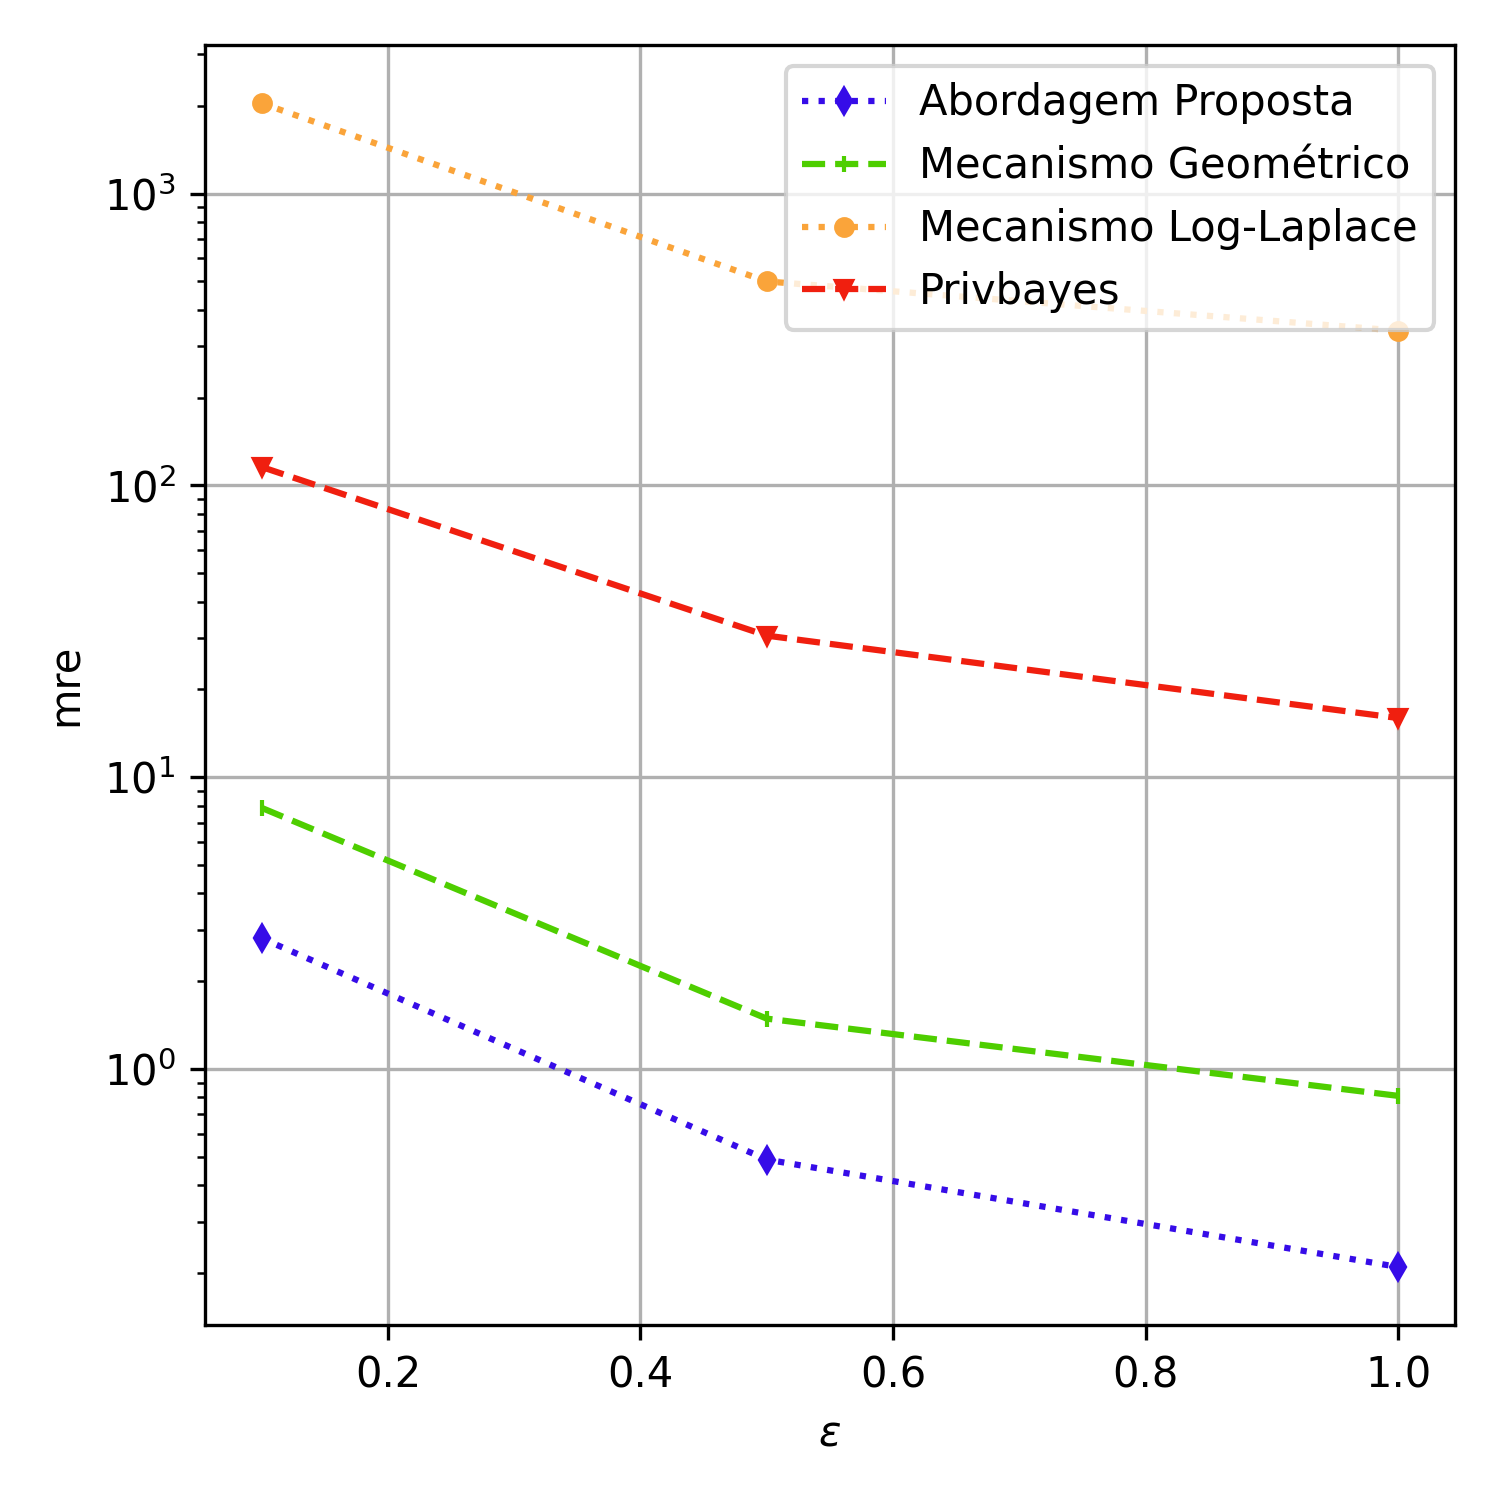 Abordagem Proposta
Mecanismo Geométrico
Mecanismo Log-Laplace
Privbayes
10³
10²
10¹
10⁰
mre
0.2 0.4 0.6 0.8 1.0
ε